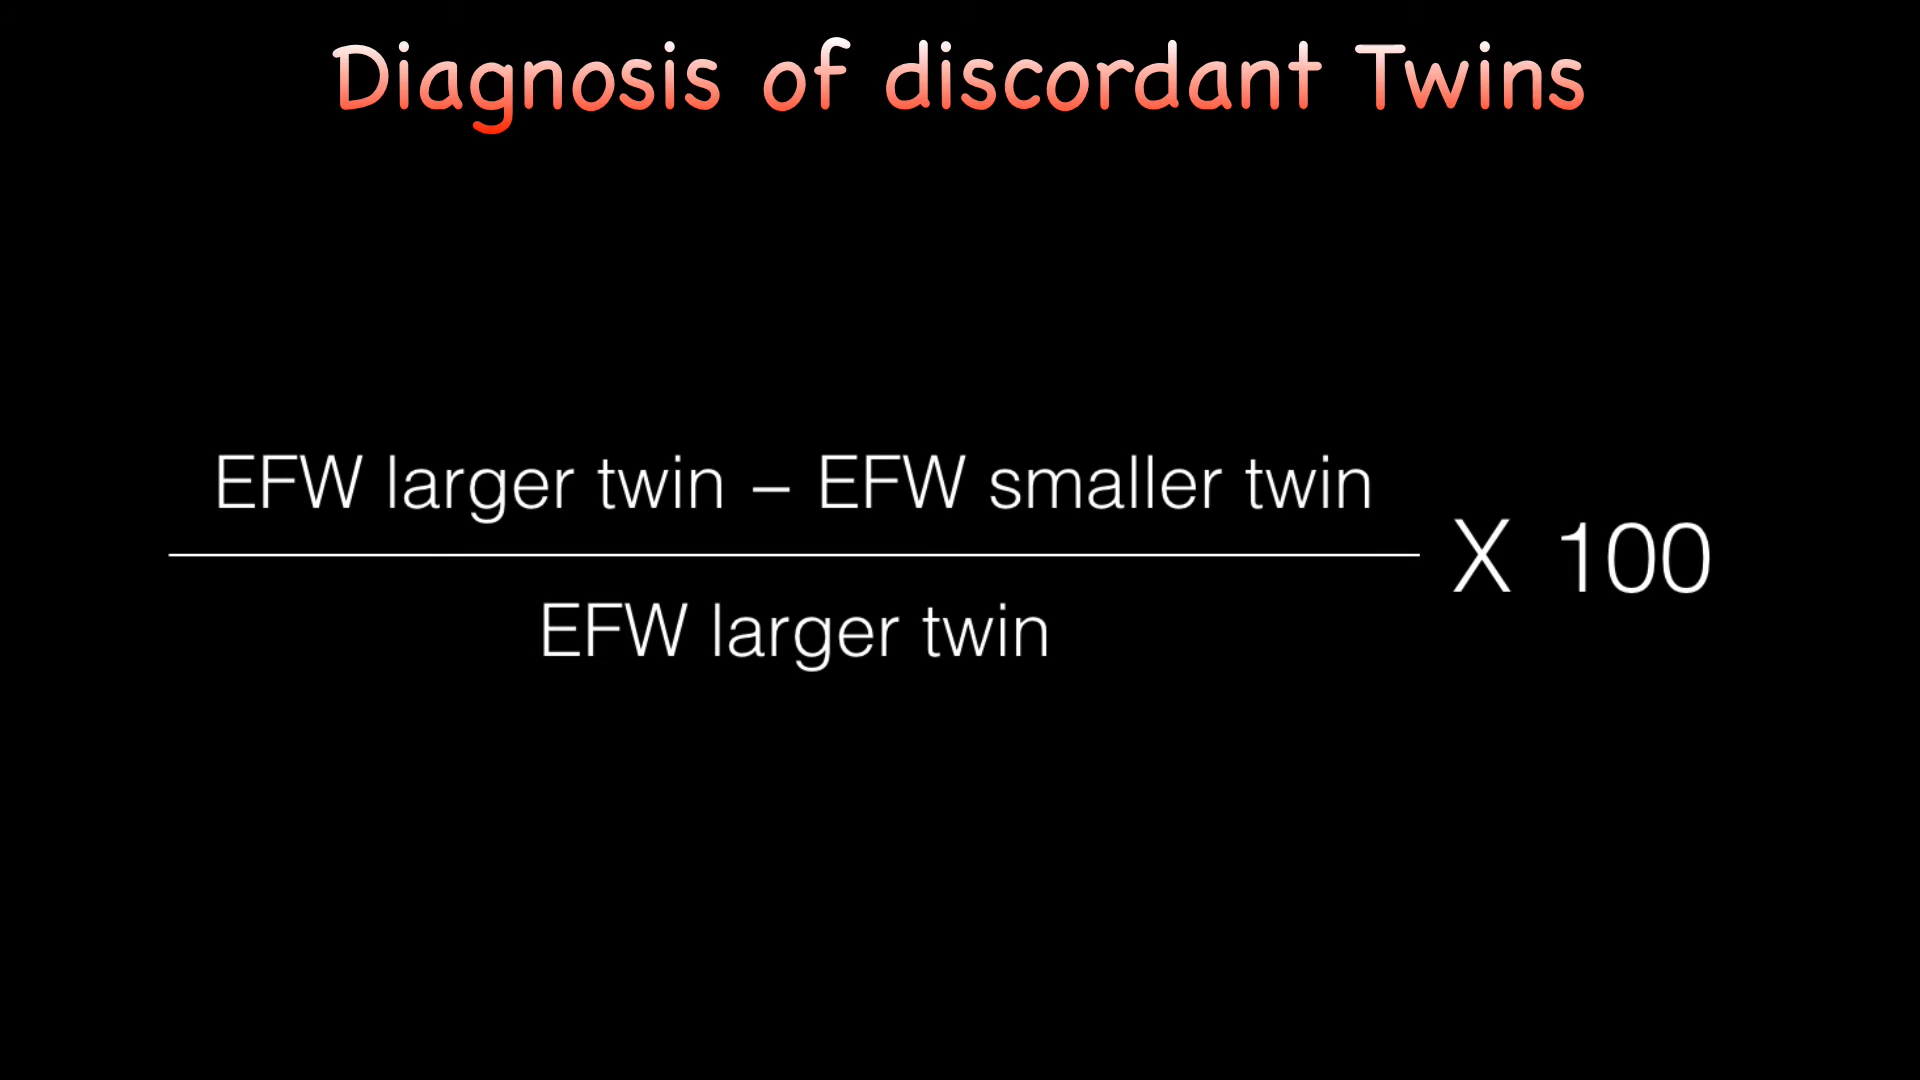 Diagnosis of discordant Twins
EFW larger twin – EFW smaller twin
X 100
EFW larger twin